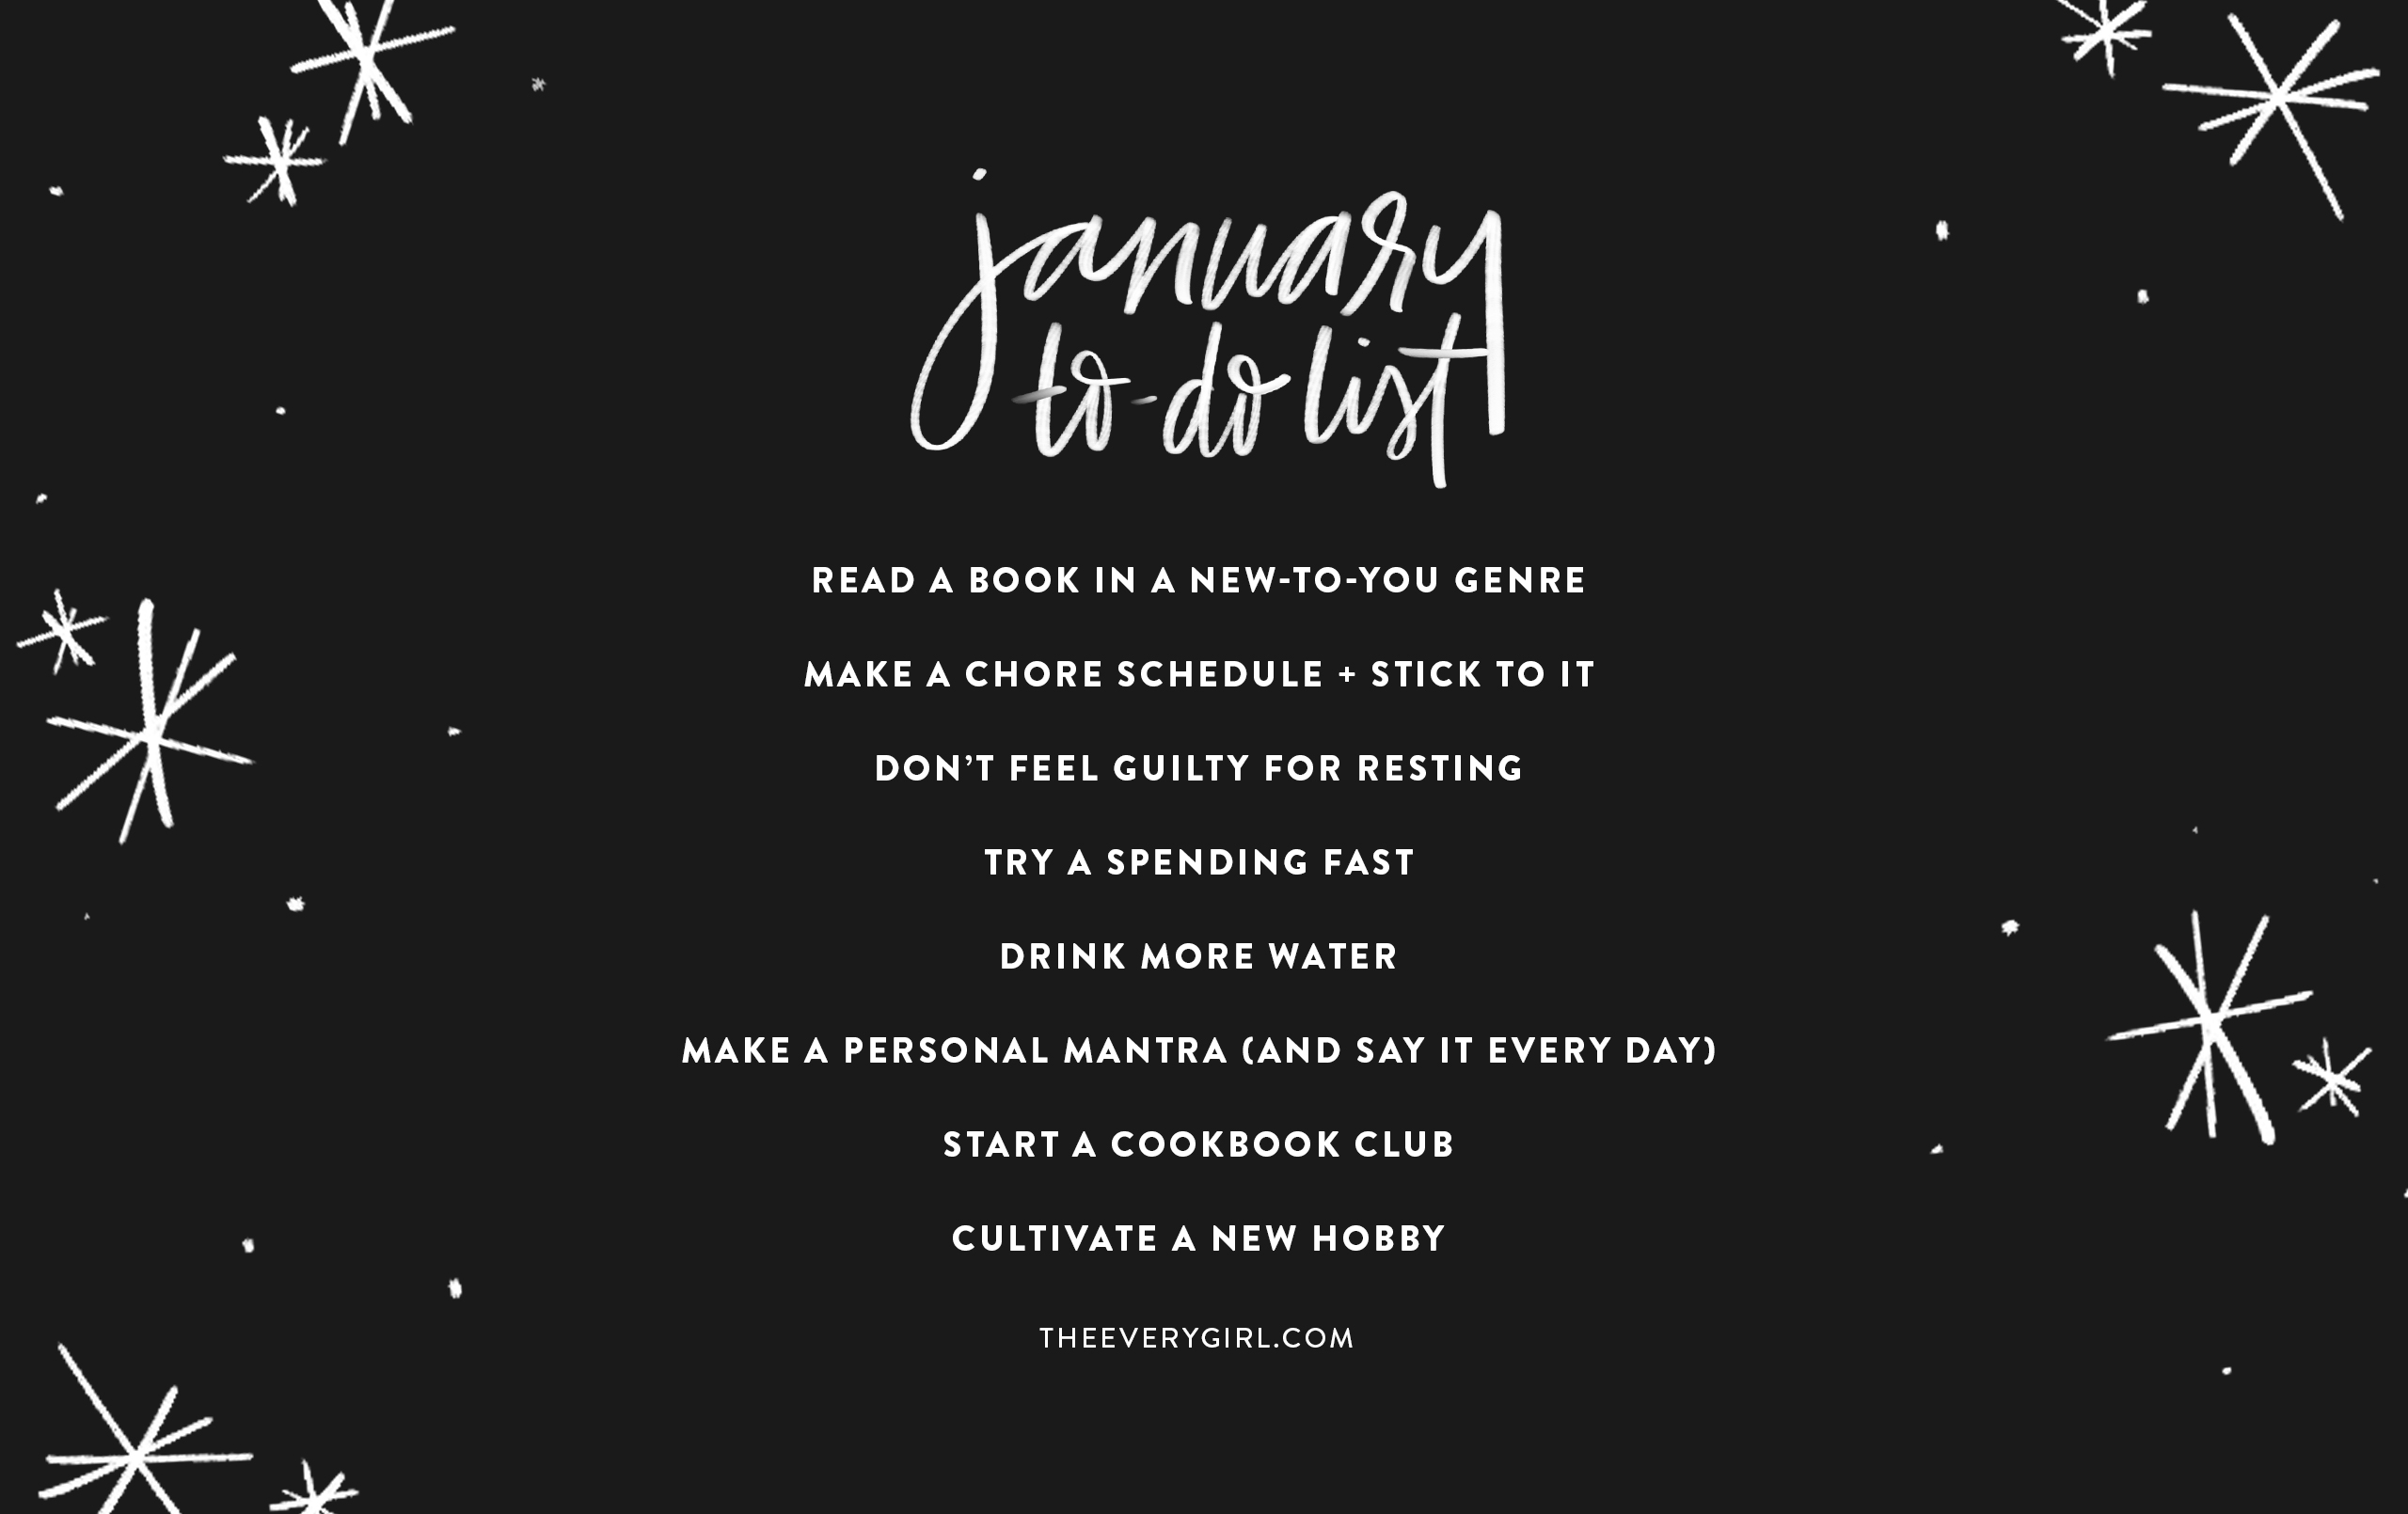 january
to-do list
READ A BOOK IN A NEW-TO-YOU GENRE
MAKE A CHORE SCHEDULE + STICK TO IT
DON’T FEEL GUILTY FOR RESTING
TRY A SPENDING FAST
DRINK MORE WATER
MAKE A PERSONAL MANTRA (AND SAY IT EVERY DAY)
START A COOKBOOK CLUB
CULTIVATE A NEW HOBBY
THEEVERYGIRL.COM